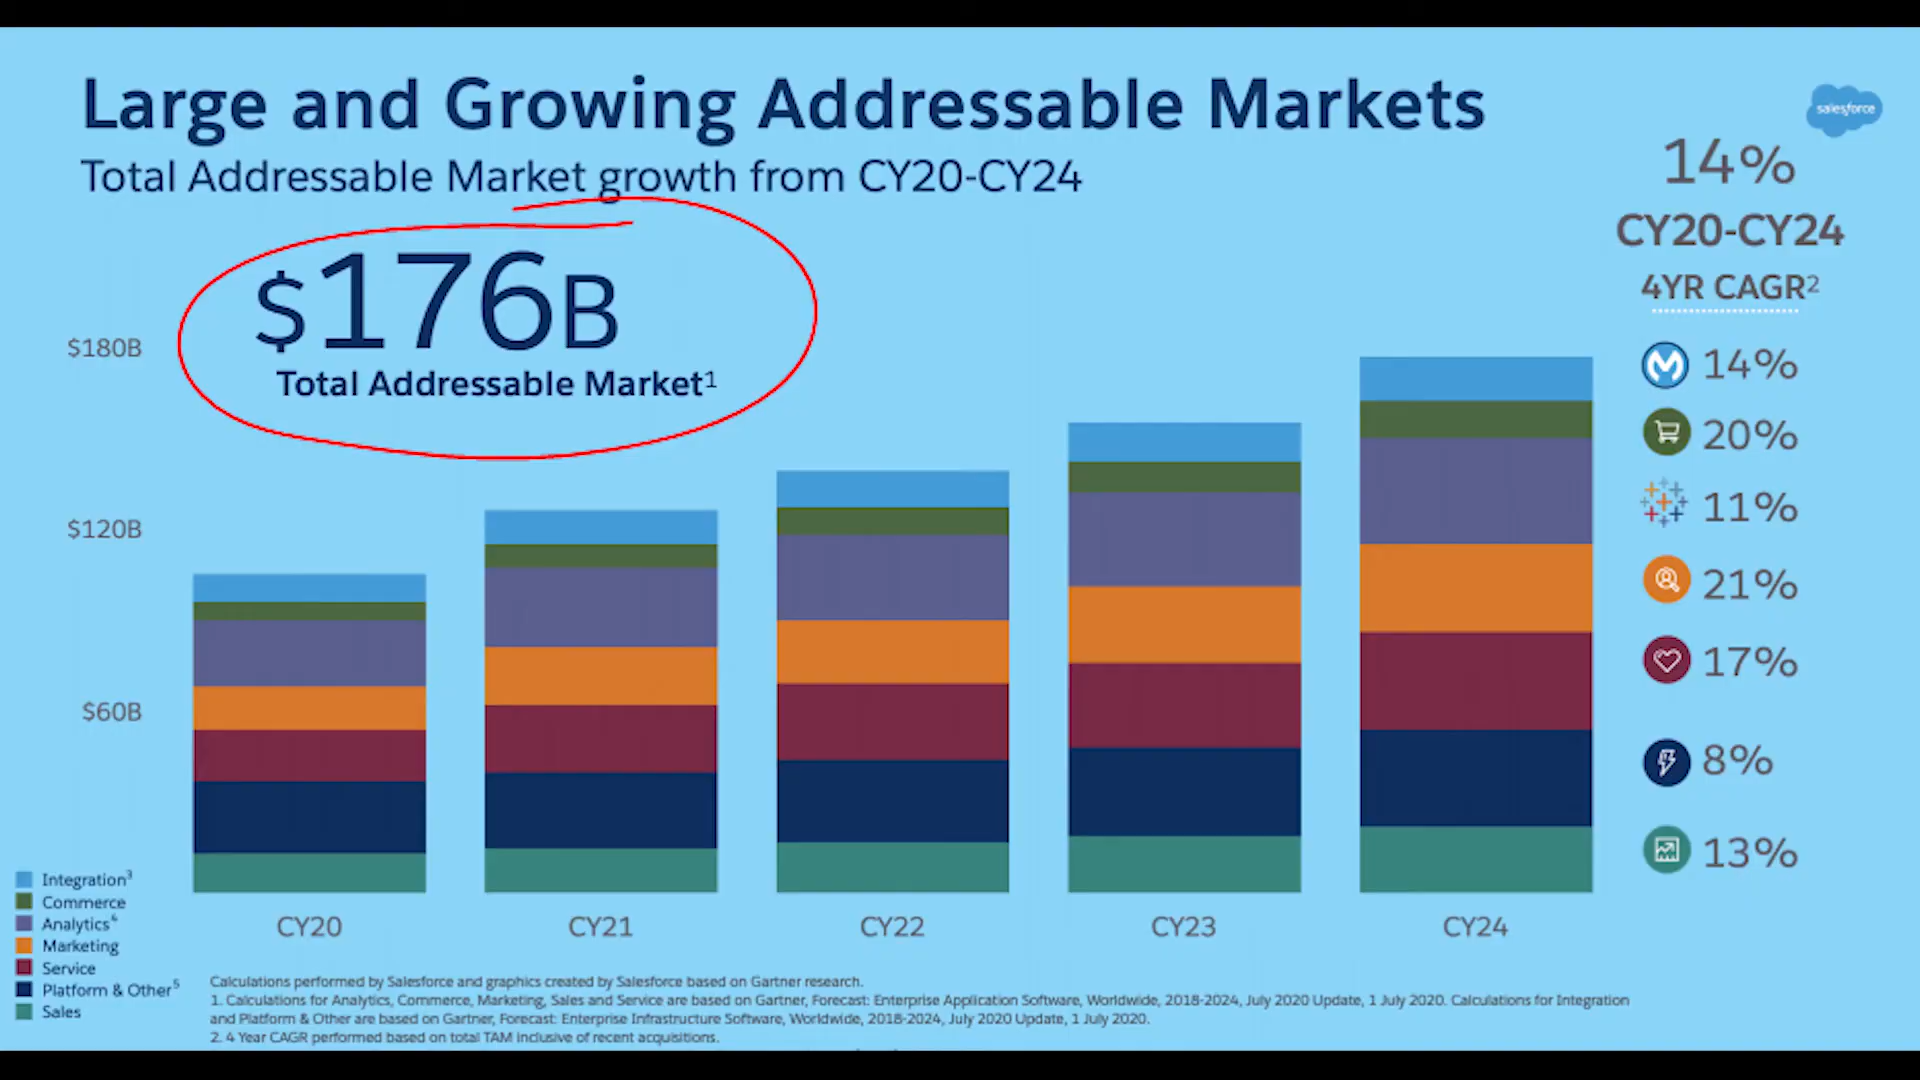 Large and Growing Addressable Markets
Total Addressable Market growth from CY20-CY24
salesforce
$176B
Total Addressable Market1
14%
CY20-CY24
4YR CAGR2
14%
20%
11%
21%
17%
8%
13%
$180B
$120B
$60B
CY20
CY21
CY22
CY23
CY24
Integration3
Commerce
Analytics4
Marketing
Service
Platform & Other5
Sales
Calculations performed by Salesforce and graphics created by Salesforce based on Gartner research.
1. Calculations for Analytics, Commerce, Marketing, Sales and Service are based on Gartner, Forecast: Enterprise Application Software, Worldwide, 2018-2024, July 2020 Update, 1 July 2020. Calculations for Integration
and Platform & Other are based on Gartner, Forecast: Enterprise Infrastructure Software, Worldwide, 2018-2024, July 2020 Update, 1 July 2020.
2. 4 Year CAGR performed based on total TAM inclusive of recent acquisitions.